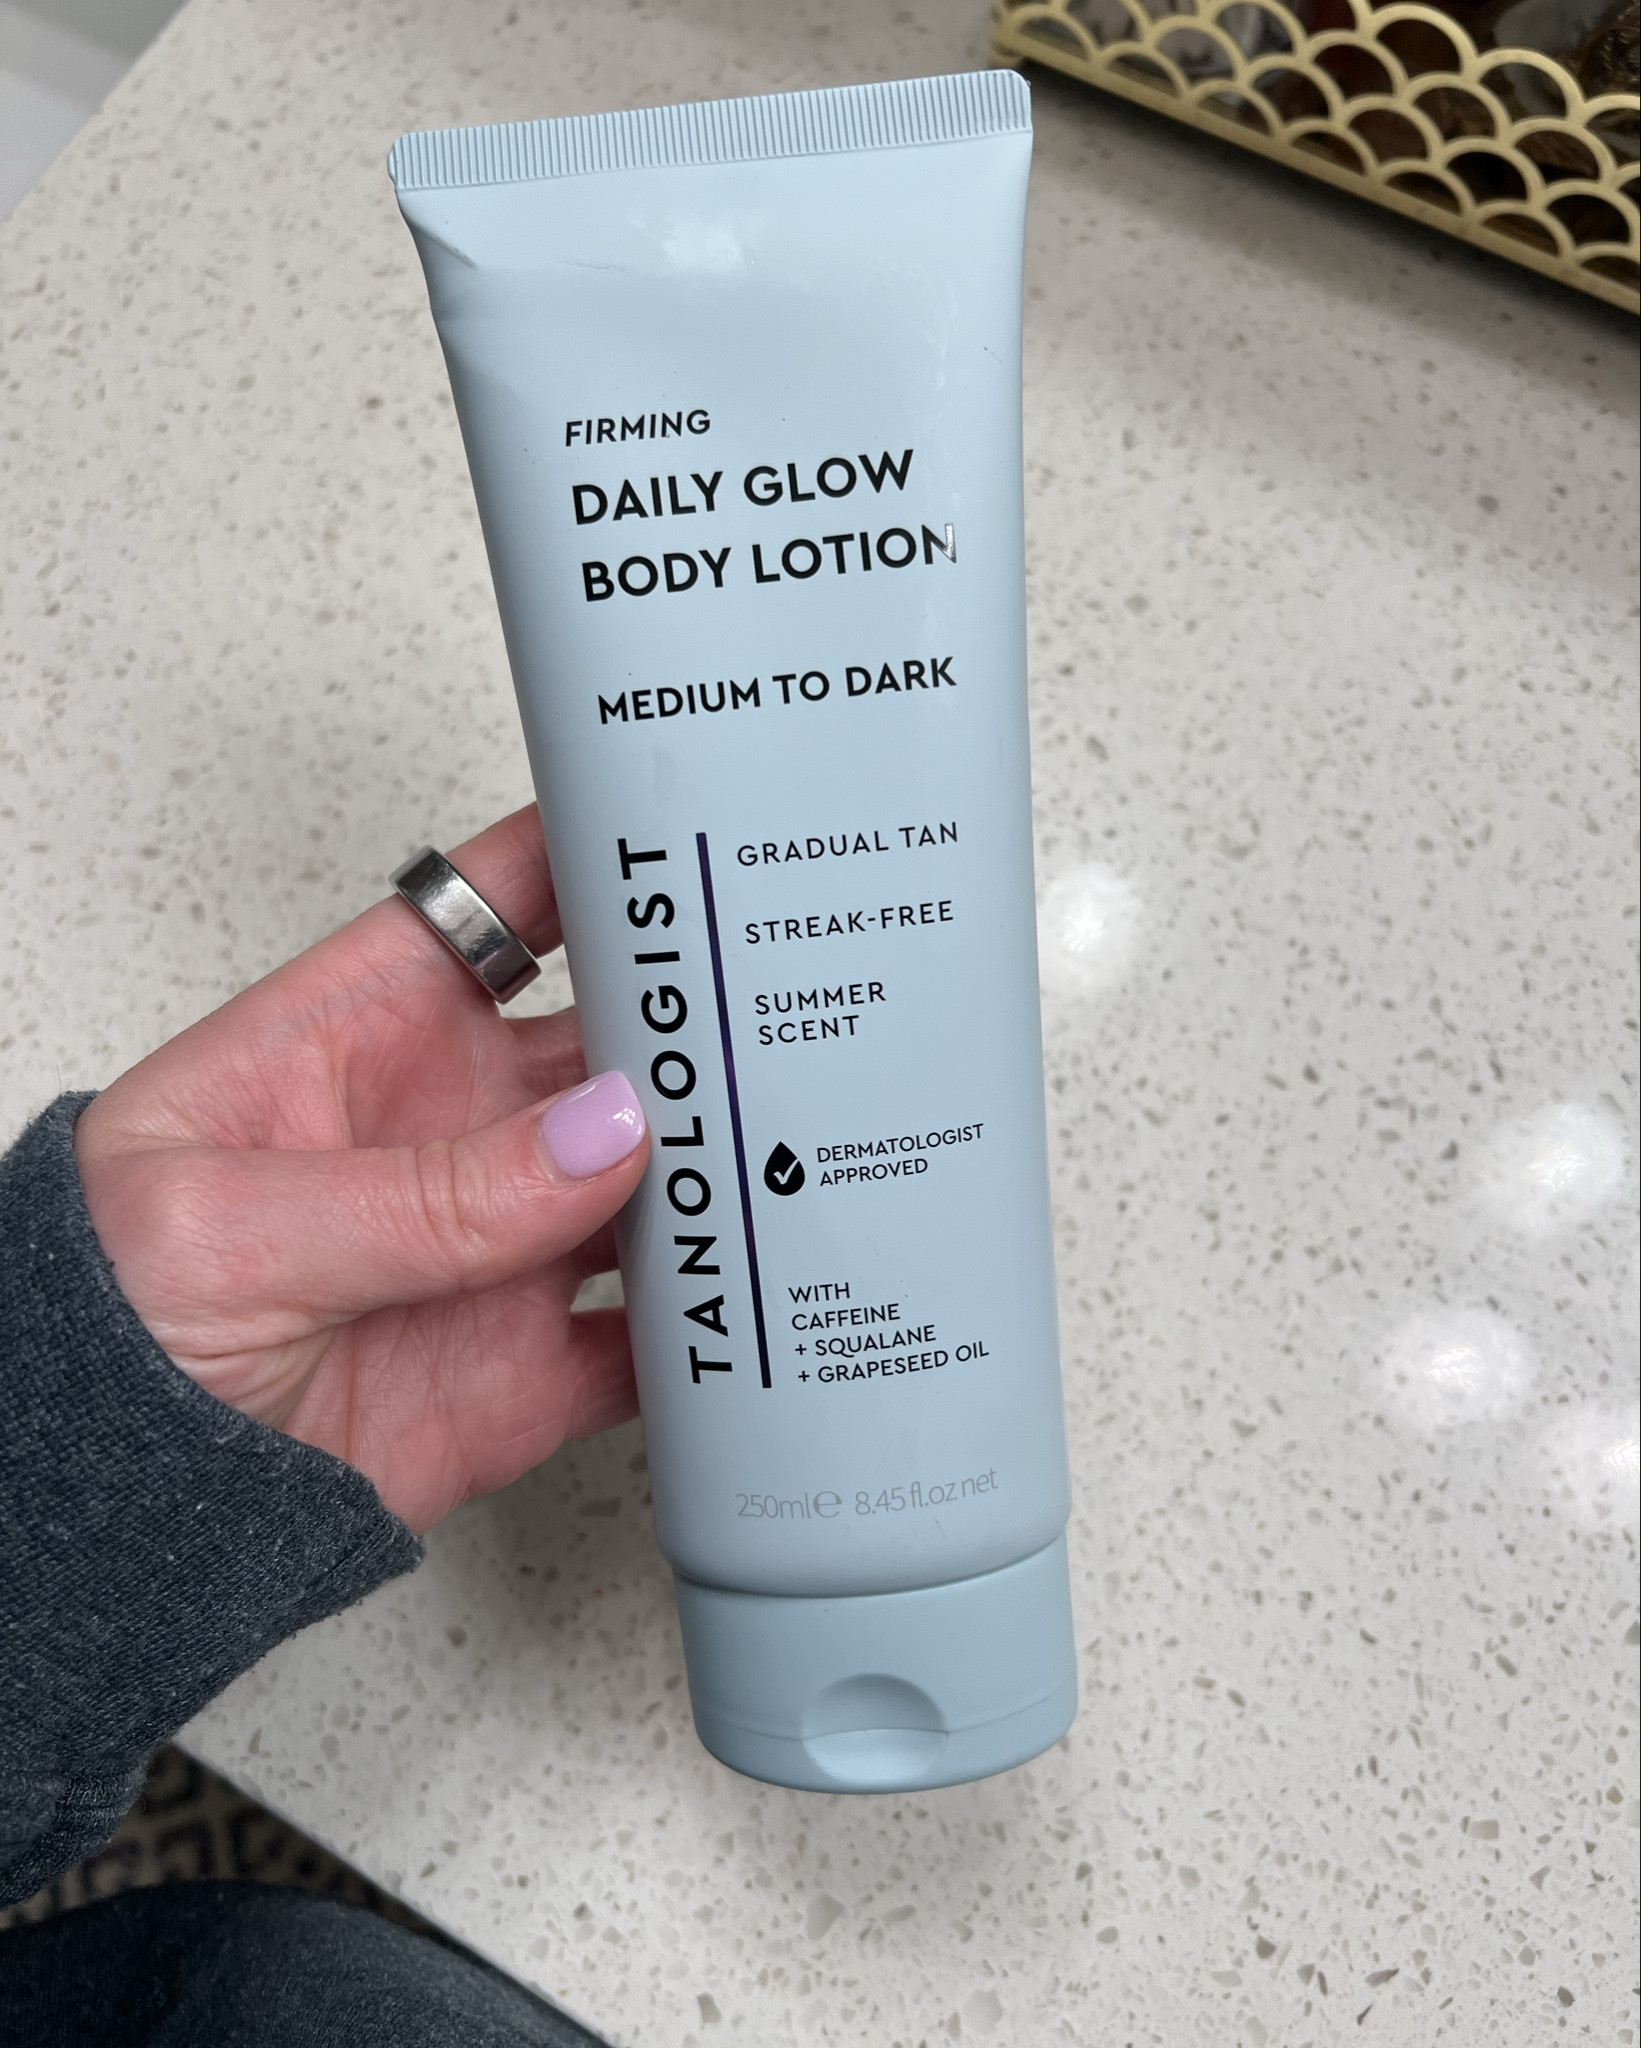 FIRMING
DAILY GLOW
BODY LOTION
MEDIUM TO DARK
TANOLOGIST
GRADUAL TAN
STREAK-FREE
SUMMER
SCENT
DERMATOLOGIST
APPROVED
WITH
CAFFEINE
+ SQUALANE
+ GRAPESEED OIL
250ml℮ 8.45 fl.oz net